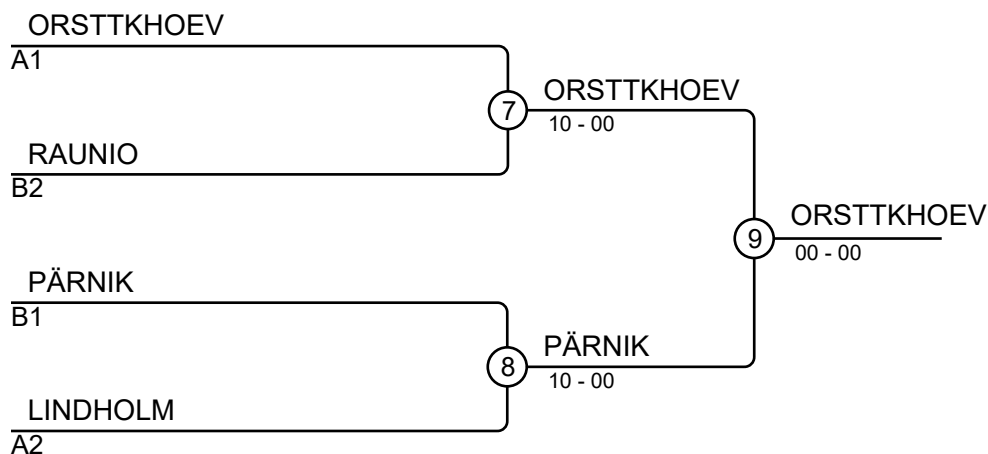 ORSTTKHOEV
A1
7
ORSTTKHOEV
10 - 00
RAUNIO
B2
9
ORSTTKHOEV
00 - 00
PÄRNIK
B1
8
PÄRNIK
10 - 00
LINDHOLM
A2